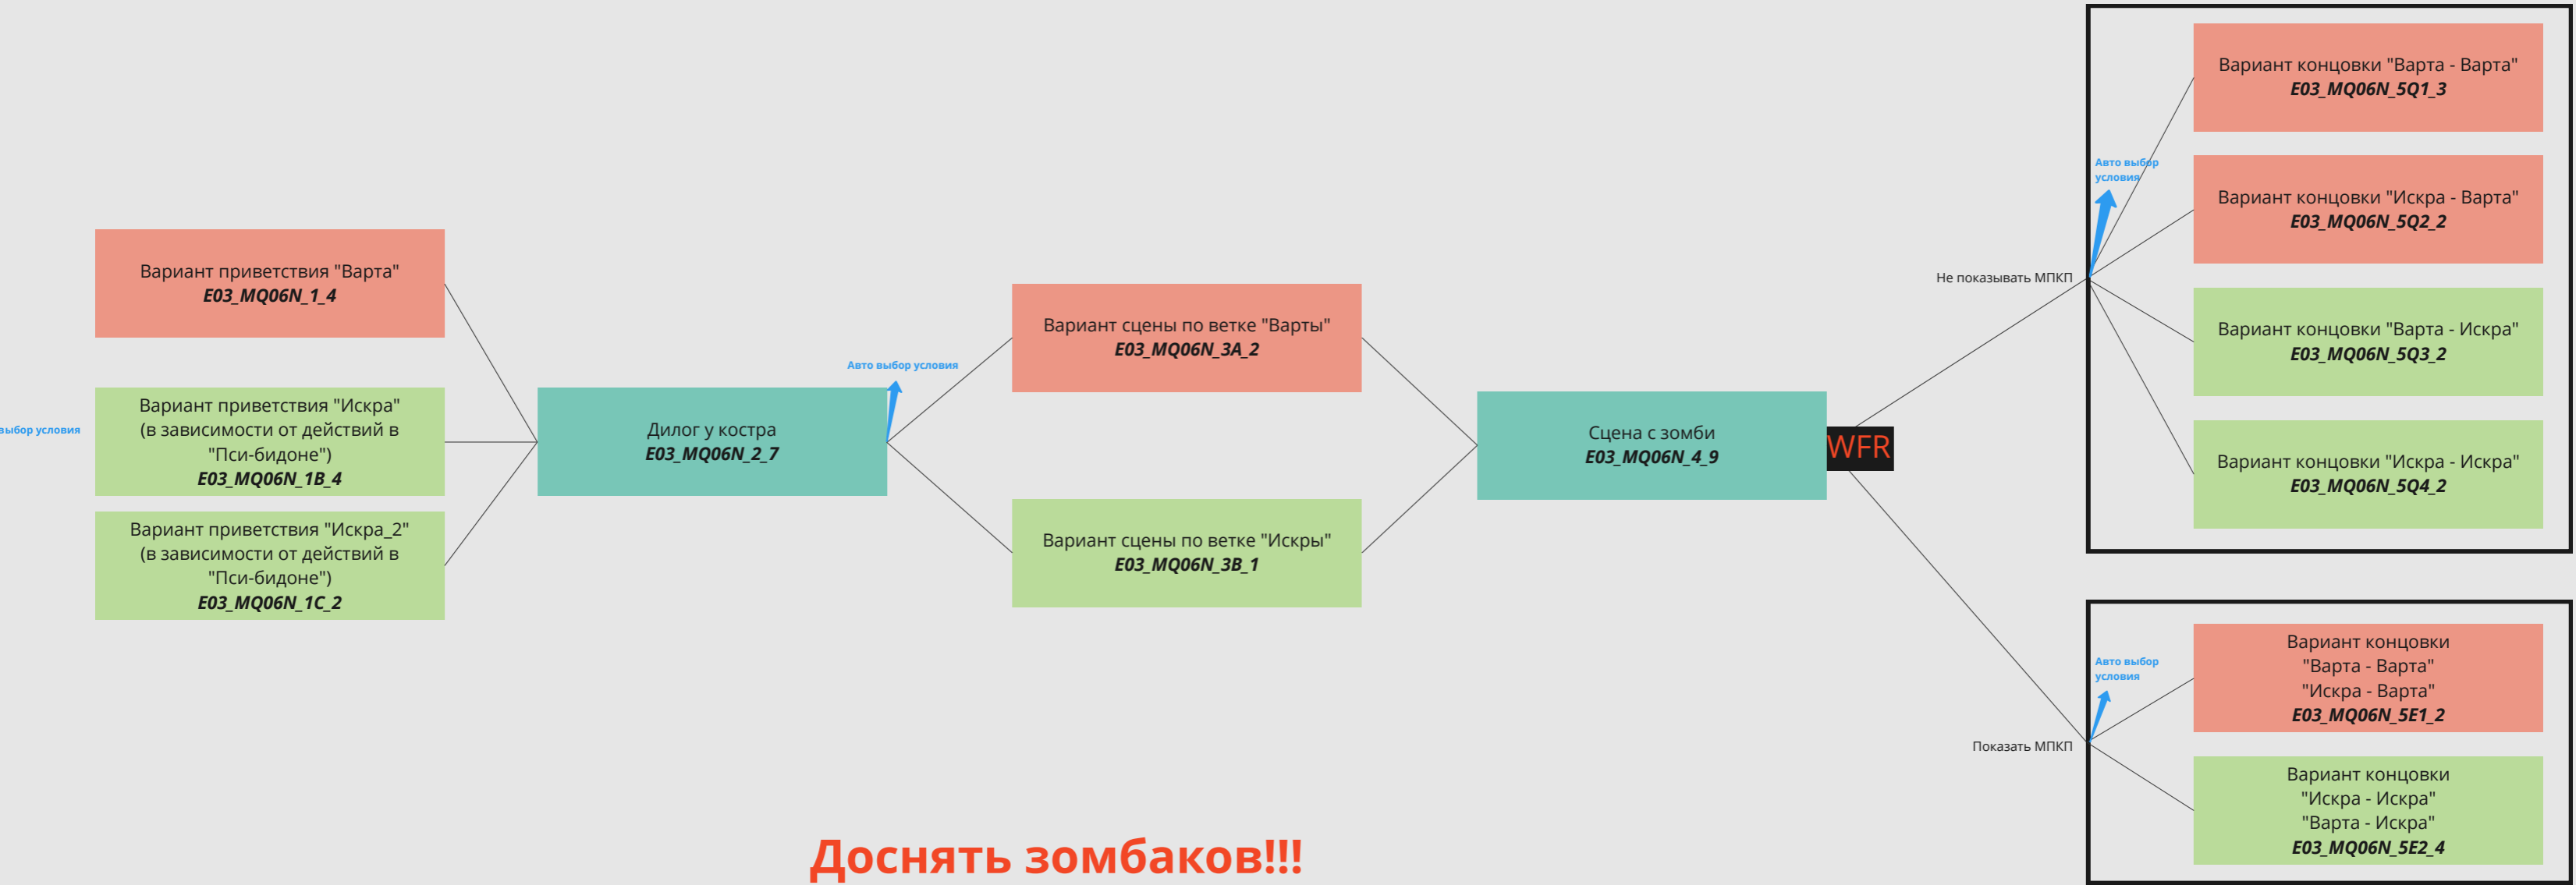 Вариант приветствия "Варта"
E03_MQ06N_1_4
выбор условия
Вариант приветствия "Искра"
(в зависимости от действий в
"Пси-бидоне")
E03_MQ06N_1B_4
Вариант приветствия "Искра_2"
(в зависимости от действий в
"Пси-бидоне")
E03_MQ06N_1C_2
Дилог у костра
E03_MQ06N_2_7
Авто выбор условия
Вариант сцены по ветке "Варты"
E03_MQ06N_3A_2
Вариант сцены по ветке "Искры"
E03_MQ06N_3B_1
Сцена с зомби
E03_MQ06N_4_9
WFR
Не показывать МПКП
Авто выбор
условия
Вариант концовки "Варта - Варта"
E03_MQ06N_5Q1_3
Вариант концовки "Искра - Варта"
E03_MQ06N_5Q2_2
Вариант концовки "Варта - Искра"
E03_MQ06N_5Q3_2
Вариант концовки "Искра - Искра"
E03_MQ06N_5Q4_2
Показать МПКП
Авто выбор
условия
Вариант концовки
"Варта - Варта"
"Искра - Варта"
E03_MQ06N_5E1_2
Вариант концовки
"Искра - Искра"
"Варта - Искра"
E03_MQ06N_5E2_4
Доснять зомбаков!!!